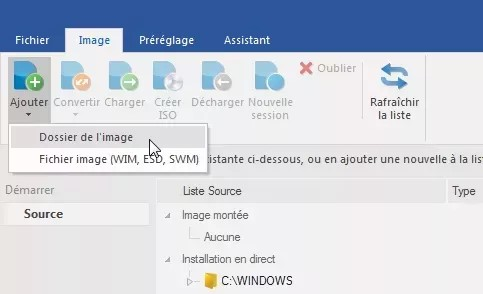 Fichier Image Préréglage Assistant
Ajouter Convertir Charger Créer ISO Décharger Nouvelle session Oublier Rafraîchir la liste
Dossier de l'image
Fichier image (WIM, ESD, SWM) istante ci-dessous, ou en ajouter une nouvelle à la lis
Démarrer Liste Source Type
Source Image montée
Aucune
Installation en direct
C:\WINDOWS